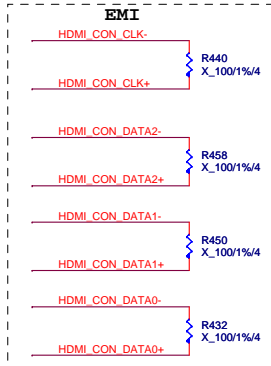 EMI
HDMI_CON_CLK-
R440
X_100/1%/4
HDMI_CON_CLK+
HDMI_CON_DATA2-
R458
X_100/1%/4
HDMI_CON_DATA2+
HDMI_CON_DATA1-
R450
X_100/1%/4
HDMI_CON_DATA1+
HDMI_CON_DATA0-
R432
X_100/1%/4
HDMI_CON_DATA0+